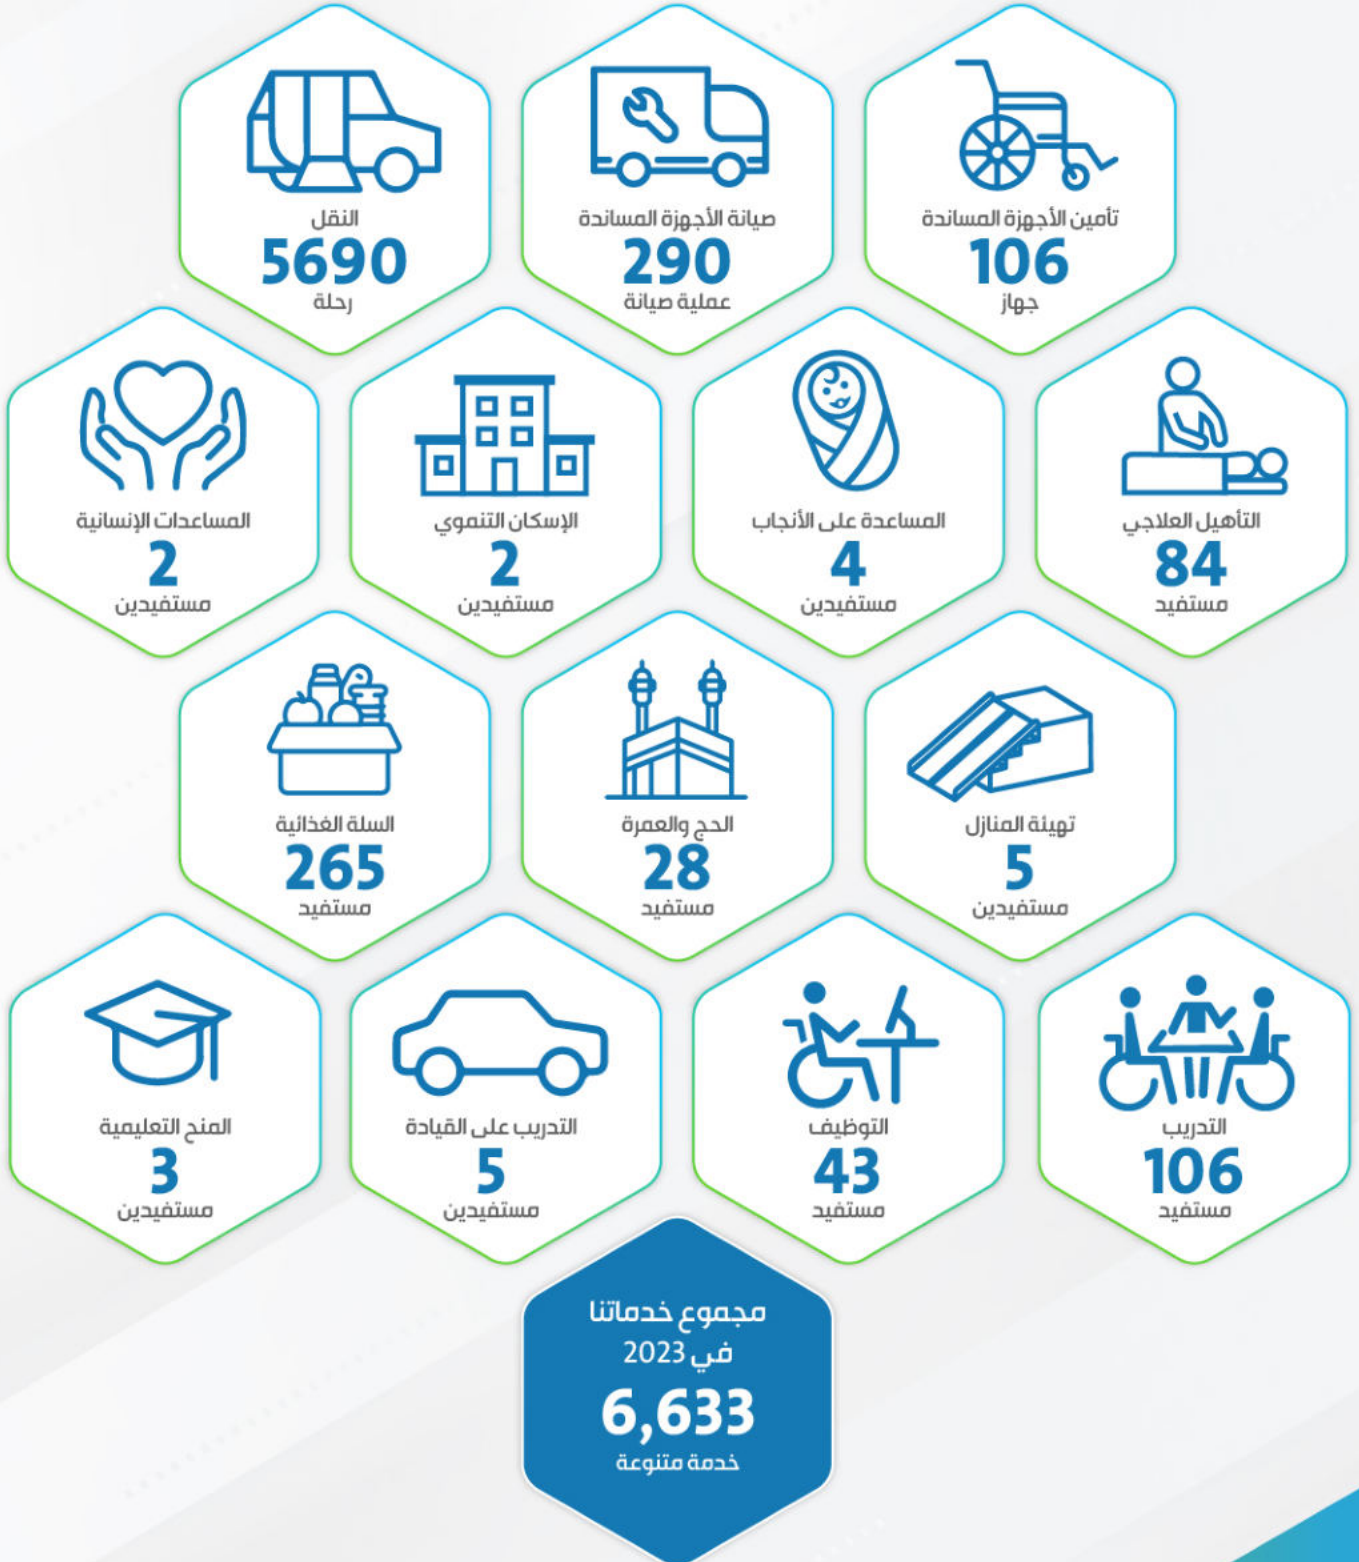 تأمين الأجهزة المساندة
106
جهاز
صيانة الأجهزة المساندة
290
عملية صيانة
النقل
5690
رحلة
التأهيل العلاجي
84
مستفيد
المساعدة على الأنجاب
4
مستفيدين
الإسكان التنموي
2
مستفيدين
المساعدات الإنسانية
2
مستفيدين
تهيئة المنازل
5
مستفيدين
الحج والعمرة
28
مستفيد
السلة الغذائية
265
مستفيد
التدريب
106
مستفيد
التوظيف
43
مستفيد
التدريب على القيادة
5
مستفيدين
المنح التعليمية
3
مستفيدين
مجموع خدماتنا
في 2023
6,633
خدمة متنوعة